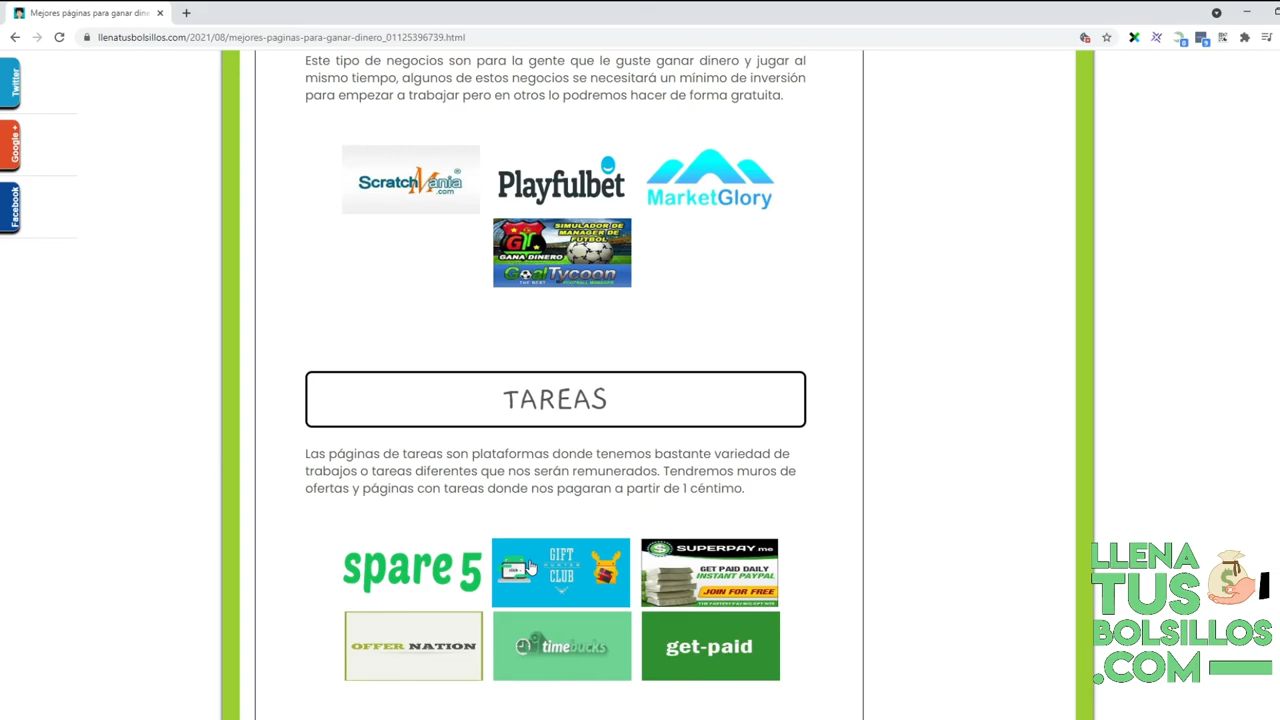 Mejores páginas para ganar dine
llenatusbolsillos.com/2021/08/mejores-paginas-para-ganar-dinero_01125396739.html
Twitter
Google +
Facebook
Este tipo de negocios son para la gente que le guste ganar dinero y jugar al
mismo tiempo, algunos de estos negocios se necesitará un mínimo de inversión
para empezar a trabajar pero en otros lo podremos hacer de forma gratuita.
ScratchMania.com
Playfulbet
MarketGlory
SIMULADOR DE
MANAGER DE
FUTBOL
GANA DINERO
GoalTycoon
TAREAS
Las páginas de tareas son plataformas donde tenemos bastante variedad de
trabajos o tareas diferentes que nos serán remunerados. Tendremos muros de
ofertas y páginas con tareas donde nos pagaran a partir de 1 céntimo.
spare 5
GIFT
HUNTER
CLUB
SUPERPAY.me
GET PAID DAILY
INSTANT PAYPAL
JOIN FOR FREE
OFFER NATION
timebucks
get-paid
LLENA
TUS
BOLSILLOS
.COM